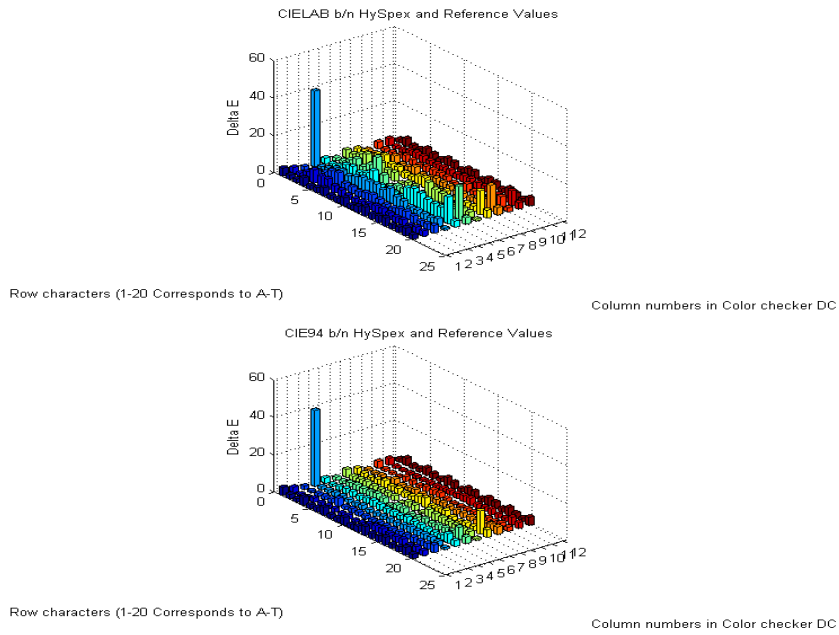 CIELAB b/n HySpex and Reference Values
60
40
20
0
Delta E
0
5
10
15
20
25
1 2 3 4 5 6 7 8 9 10 11 12
Row characters (1-20 Corresponds to A-T)
Column numbers in Color checker DC
CIE94 b/n HySpex and Reference Values
60
40
20
0
Delta E
0
5
10
15
20
25
1 2 3 4 5 6 7 8 9 10 11 12
Row characters (1-20 Corresponds to A-T)
Column numbers in Color checker DC